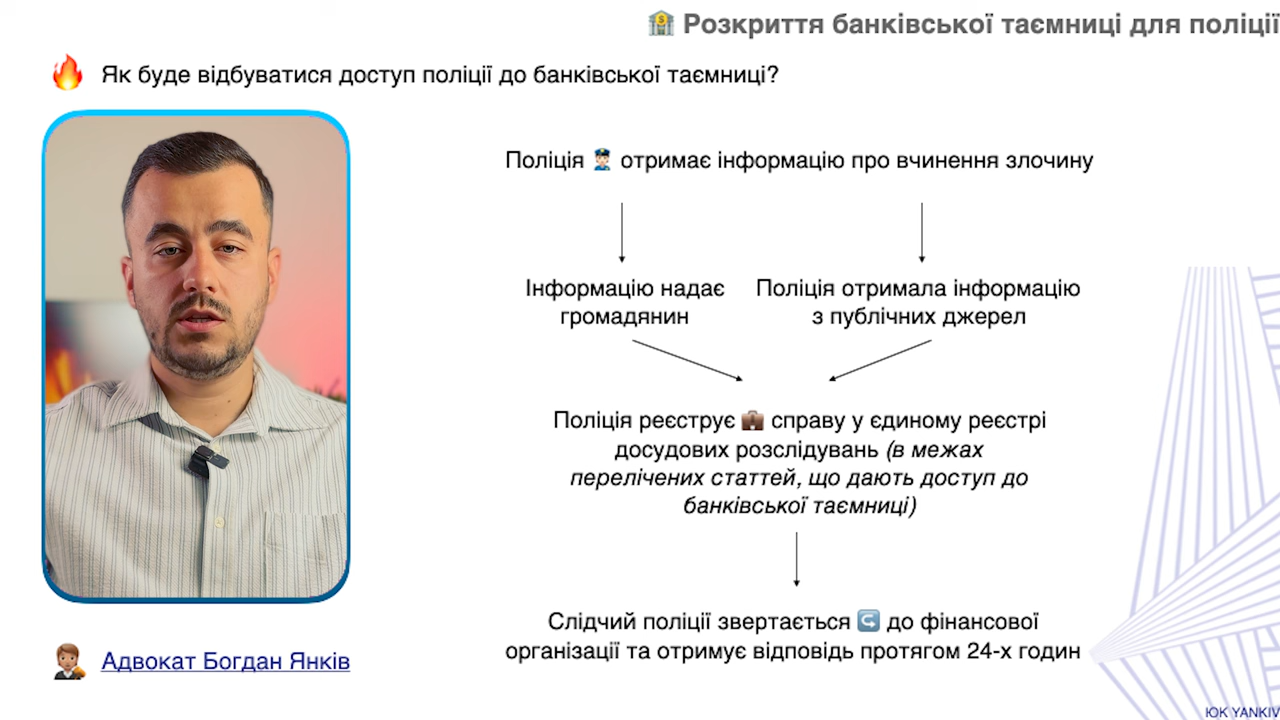 Розкриття банківської таємниці для поліції
Як буде відбуватися доступ поліції до банківської таємниці?
Поліція отримає інформацію про вчинення злочину
Інформацію надає
громадянин
Поліція отримала інформацію
з публічних джерел
Поліція реєструє справу у єдиному реєстрі
досудових розслідувань (в межах
перелічених статтей, що дають доступ до
банківської таємниці)
Слідчий поліції звертається до фінансової
організації та отримує відповідь протягом 24-х годин
Адвокат Богдан Янків
ЮК YANKIV